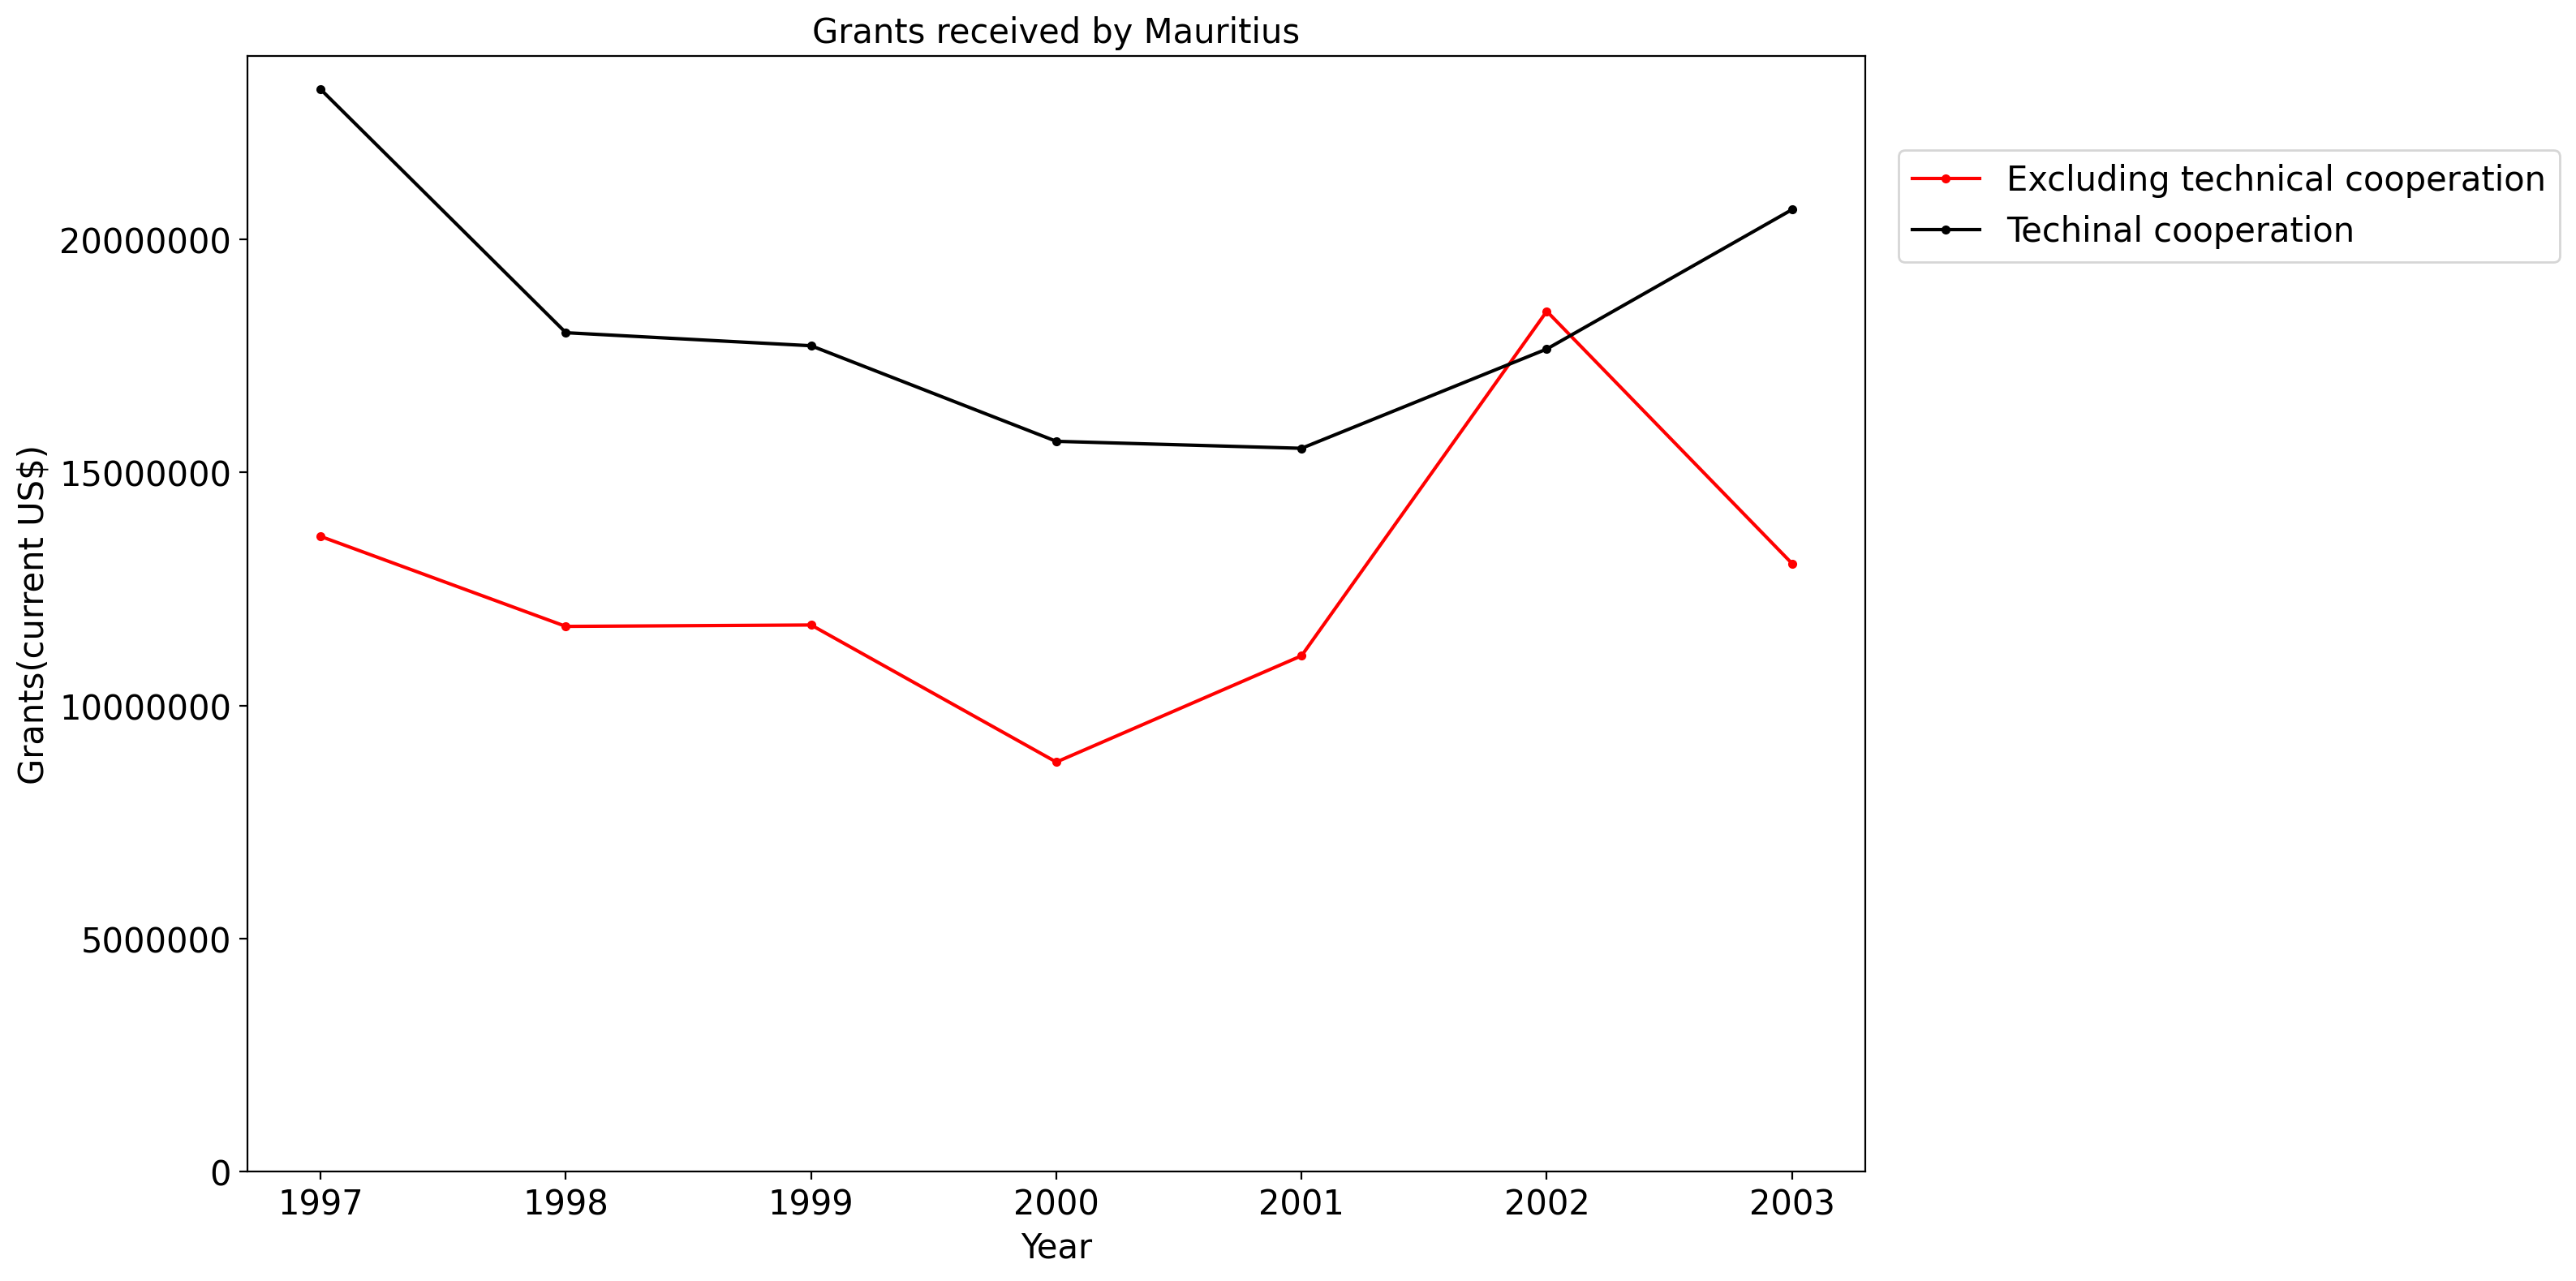 Grants received by Mauritius
Excluding technical cooperation
Techinal cooperation
Grants(current US$)
20000000
15000000
10000000
5000000
0
1997 1998 1999 2000 2001 2002 2003
Year